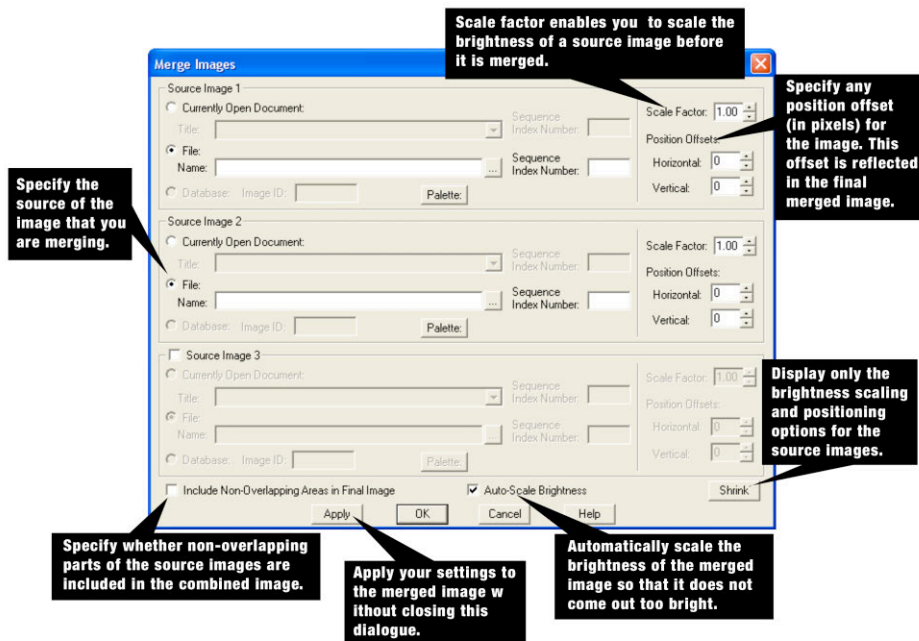 Scale factor enables you to scale the
brightness of a source image before
it is merged.
Merge Images
Source Image 1
Currently Open Document:
Title:
Sequence
Index Number:
File:
Name:
...
Sequence
Index Number:
Database: Image ID:
Palette:
Scale Factor: 1.00
Position Offsets:
Horizontal: 0
Vertical: 0
Specify any
position offset
(in pixels) for
the image. This
offset is reflected
in the final
merged image.
Specify the
source of the
image that you
are merging.
Source Image 2
Currently Open Document:
Title:
Sequence
Index Number:
File:
Name:
...
Sequence
Index Number:
Database: Image ID:
Palette:
Scale Factor: 1.00
Position Offsets:
Horizontal: 0
Vertical: 0
Source Image 3
Currently Open Document:
Title:
Sequence
Index Number:
File:
Name:
...
Sequence
Index Number:
Database: Image ID:
Palette:
Scale Factor: 1.00
Position Offsets:
Horizontal: 0
Vertical: 0
Display only the
brightness scaling
and positioning
options for the
source images.
Include Non-Overlapping Areas in Final Image
Auto-Scale Brightness
Shrink
Apply
OK
Cancel
Help
Specify whether non-overlapping
parts of the source images are
included in the combined image.
Apply your settings to
the merged image w
ithout closing this
dialogue.
Automatically scale the
brightness of the merged
image so that it does not
come out too bright.